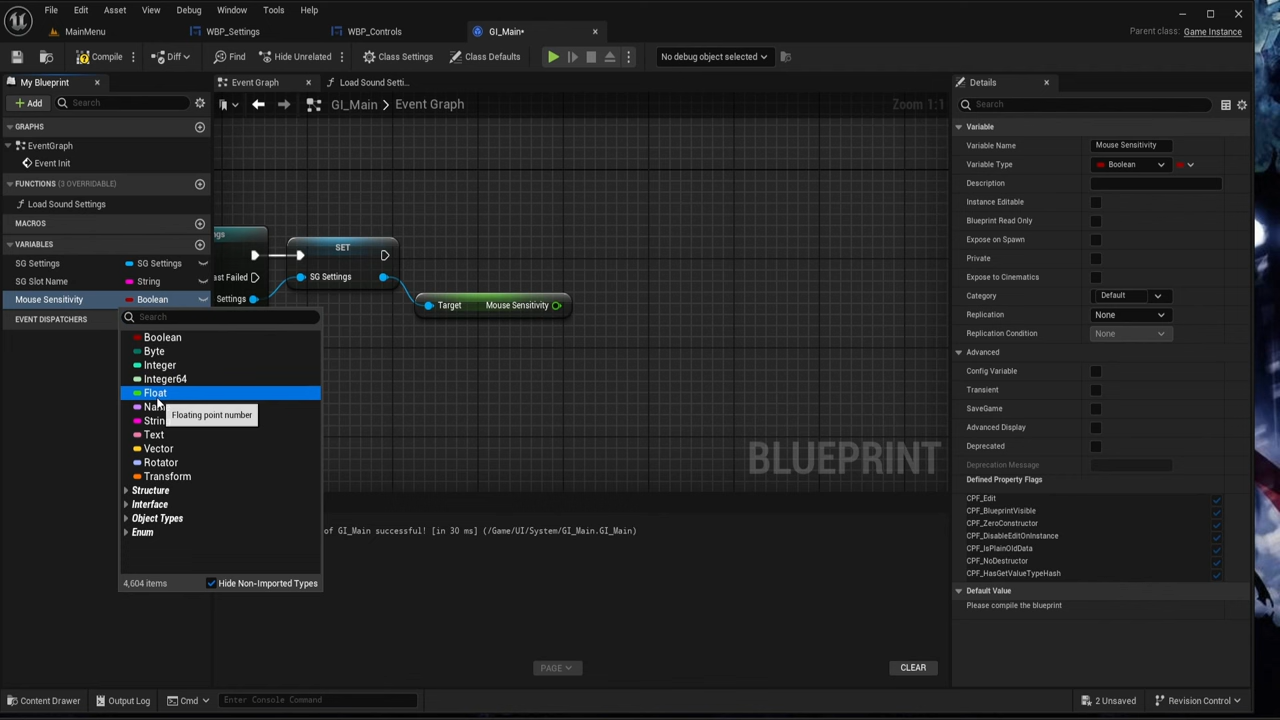 File Edit Asset View Debug Window Tools Help
MainMenu WBP_Settings WBP_Controls GI_Main• Parent class: Game Instance
Compile Diff Find Hide Unrelated Class Settings Class Defaults No debug object selected
My Blueprint Event Graph Load Sound Setti... Details
Add Search GI_Main > Event Graph Zoom 1:1 Search
GRAPHS
EventGraph
Event Init
FUNCTIONS (3 OVERRIDABLE)
Load Sound Settings
MACROS
VARIABLES
SG Settings SG Settings
SG Slot Name String
Mouse Sensitivity Boolean
EVENT DISPATCHERS
Search
Boolean
Byte
Integer
Integer64
Float
Floating point number
Text
Vector
Rotator
Transform
Structure
Interface
Object Types
Enum
4,604 items Hide Non-Imported Types
ngs SET
ast Failed SG Settings
Settings
Target Mouse Sensitivity
BLUEPRINT
of GI_Main successful! [in 30 ms] (/Game/UI/System/GI_Main.GI_Main)
PAGE CLEAR
Variable
Variable Name Mouse Sensitivity
Variable Type Boolean
Description
Instance Editable
Blueprint Read Only
Expose on Spawn
Private
Expose to Cinematics
Category Default
Replication None
Replication Condition None
Advanced
Config Variable
Transient
SaveGame
Advanced Display
Deprecated
Deprecation Message
Defined Property Flags
CPF_Edit
CPF_BlueprintVisible
CPF_ZeroConstructor
CPF_DisableEditOnInstance
CPF_IsPlainOldData
CPF_NoDestructor
CPF_HasGetValueTypeHash
Default Value
Please compile the blueprint
Content Drawer Output Log Cmd Enter Console Command 2 Unsaved Revision Control